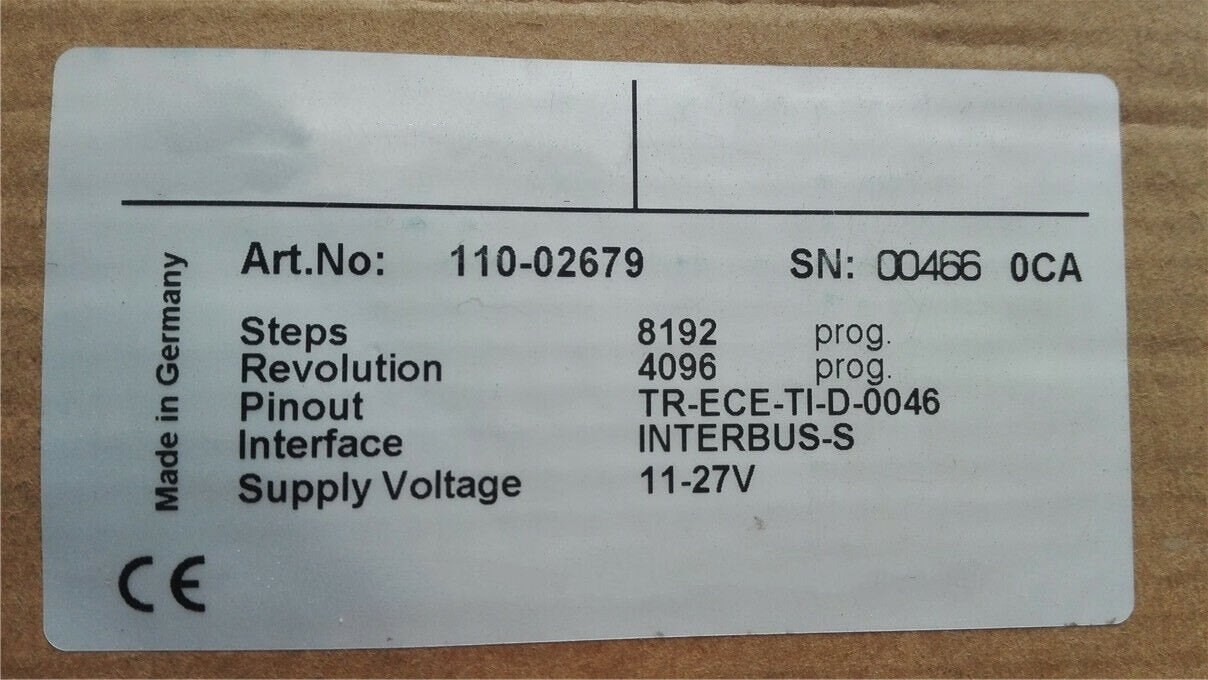 Art.No: 110-02679 SN: 00466 0CA
Steps 8192 prog.
Revolution 4096 prog.
Pinout TR-ECE-TI-D-0046
Interface INTERBUS-S
Supply Voltage 11-27V
Made in Germany
CE